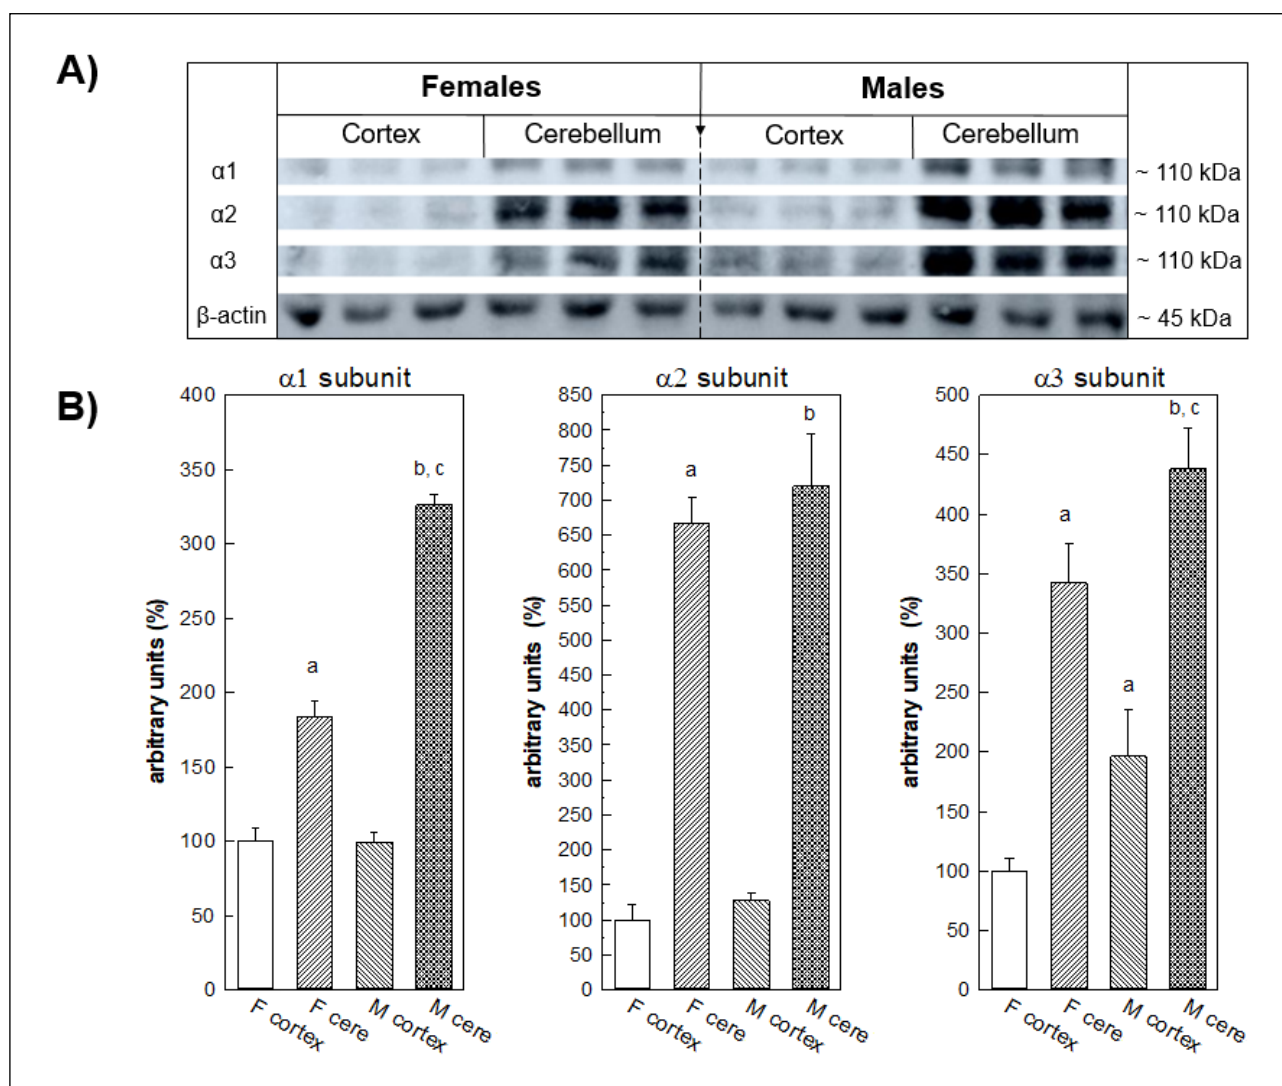 A)
Females Males
Cortex Cerebellum Cortex Cerebellum
α1 ~ 110 kDa
α2 ~ 110 kDa
α3 ~ 110 kDa
β-actin ~ 45 kDa
B)
α1 subunit
400
350
300
250
200
150
100
50
0
arbitrary units (%)
a
b, c
F cortex
F cere
M cortex
M cere
α2 subunit
850
800
750
700
650
600
550
500
450
400
350
300
250
200
150
100
50
0
arbitrary units (%)
a
b
F cortex
F cere
M cortex
M cere
α3 subunit
500
450
400
350
300
250
200
150
100
50
0
arbitrary units (%)
a
a
b, c
F cortex
F cere
M cortex
M cere